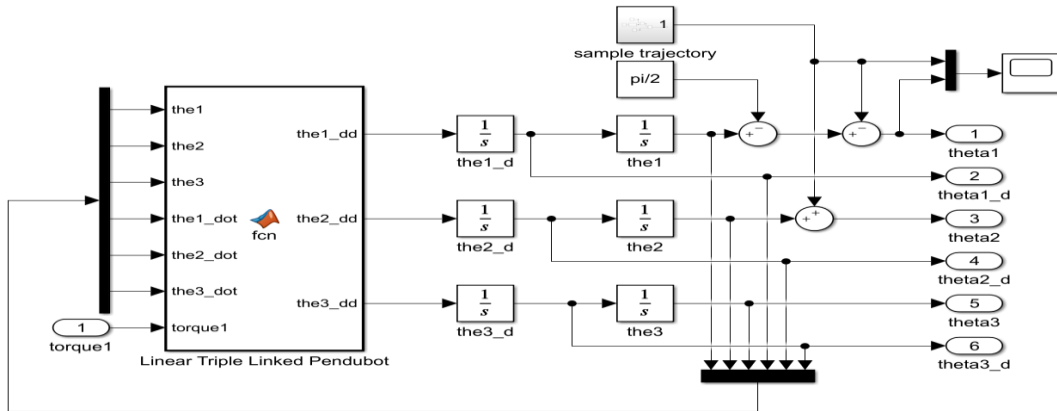 1
sample trajectory
pi/2
the1
the2
the3
the1_dot
the2_dot
the3_dot
torque1
fcn
the1_dd
the2_dd
the3_dd
Linear Triple Linked Pendubot
1
torque1
1
s
the1_d
1
s
the1
1
s
the2_d
1
s
the2
1
s
the3_d
1
s
the3
+
−
+
−
+
+
1
theta1
2
theta1_d
3
theta2
4
theta2_d
5
theta3
6
theta3_d